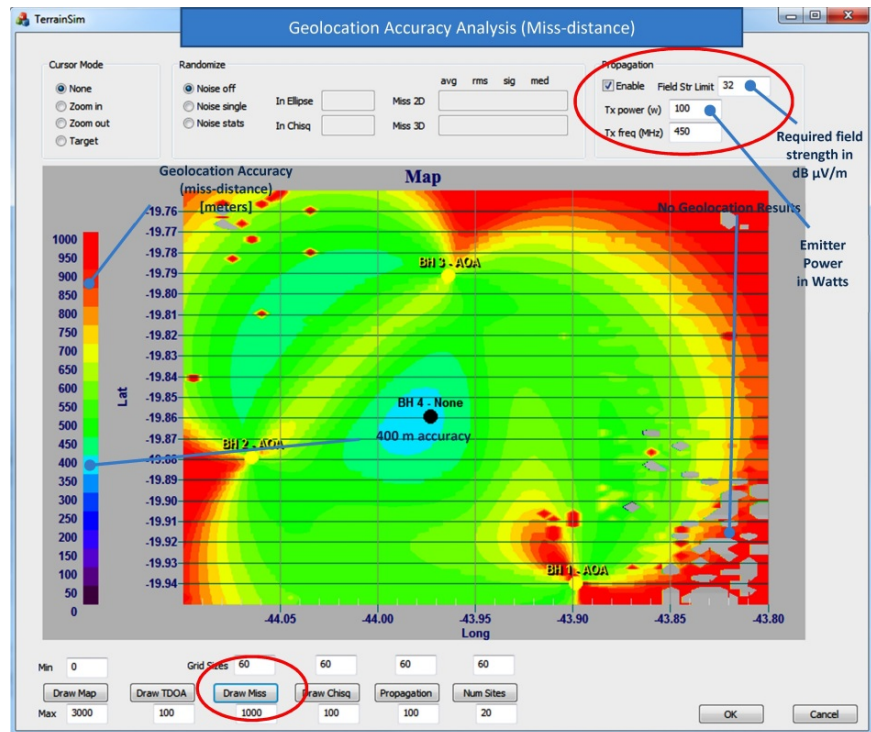 TerrainSim
Geolocation Accuracy Analysis (Miss-distance)
Cursor Mode
None
Zoom in
Zoom out
Target
Randomize
Noise off
Noise single
Noise stats
In Ellipse
In Chisq
avg rms sig med
Miss 2D
Miss 3D
Propagation
Enable Field Str Limit 32
Tx power (w) 100
Tx freq (MHz) 450
Required field
strength in
dB µV/m
Emitter
Power
in Watts
Geolocation Accuracy
(miss-distance)
[meters]
Map
No Geolocation Results
1000
950
900
850
800
750
700
650
600
550
500
450
400
350
300
250
200
150
100
50
0
Lat
-19.76
-19.77
-19.78
-19.79
-19.80
-19.81
-19.82
-19.83
-19.84
-19.85
-19.86
-19.87
-19.88
-19.89
-19.90
-19.91
-19.92
-19.93
-19.94
BH 3 - AOA
BH 4 - None
400 m accuracy
BH 2 - AOA
BH 1 - AOA
-44.05 -44.00 -43.95 -43.90 -43.85 -43.80
Long
Min 0 Grid Sizes 60 60 60 60
Draw Map Draw TDOA Draw Miss Draw Chisq Propagation Num Sites
Max 3000 100 1000 100 100 20
OK Cancel